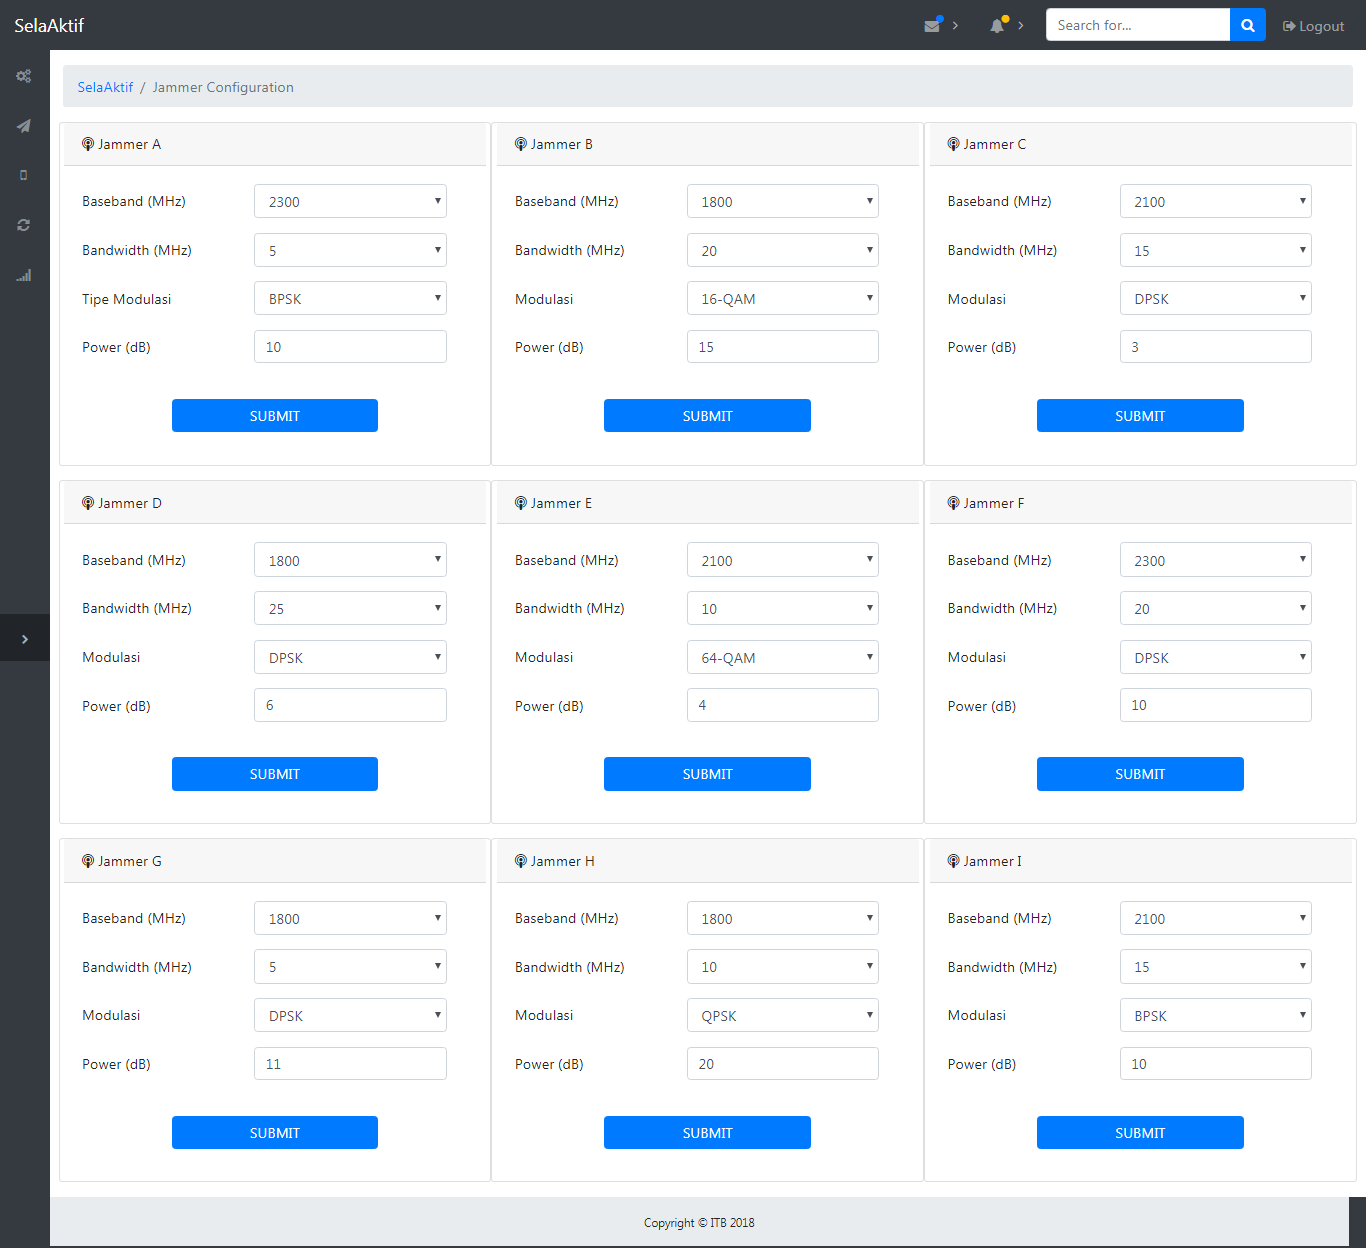 SelaAktif
Search for...
Logout
SelaAktif / Jammer Configuration
Jammer A
Baseband (MHz) 2300
Bandwidth (MHz) 5
Tipe Modulasi BPSK
Power (dB) 10
SUBMIT
Jammer B
Baseband (MHz) 1800
Bandwidth (MHz) 20
Modulasi 16-QAM
Power (dB) 15
SUBMIT
Jammer C
Baseband (MHz) 2100
Bandwidth (MHz) 15
Modulasi DPSK
Power (dB) 3
SUBMIT
Jammer D
Baseband (MHz) 1800
Bandwidth (MHz) 25
Modulasi DPSK
Power (dB) 6
SUBMIT
Jammer E
Baseband (MHz) 2100
Bandwidth (MHz) 10
Modulasi 64-QAM
Power (dB) 4
SUBMIT
Jammer F
Baseband (MHz) 2300
Bandwidth (MHz) 20
Modulasi DPSK
Power (dB) 10
SUBMIT
Jammer G
Baseband (MHz) 1800
Bandwidth (MHz) 5
Modulasi DPSK
Power (dB) 11
SUBMIT
Jammer H
Baseband (MHz) 1800
Bandwidth (MHz) 10
Modulasi QPSK
Power (dB) 20
SUBMIT
Jammer I
Baseband (MHz) 2100
Bandwidth (MHz) 15
Modulasi BPSK
Power (dB) 10
SUBMIT
Copyright © ITB 2018